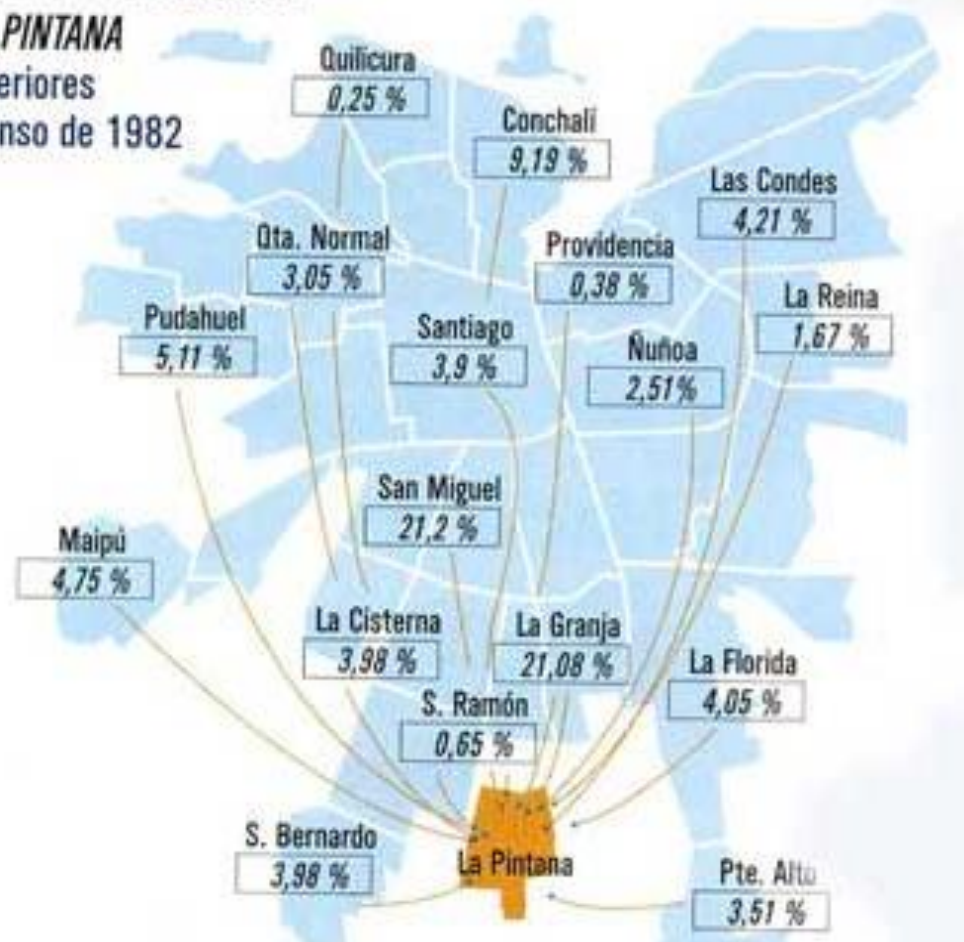 PINTANA
eriores
nso de 1982
Quilicura
0,25 %
Conchalí
9,19 %
Las Condes
4,21 %
Qta. Normal
3,05 %
Providencia
0,38 %
La Reina
1,67 %
Pudahuel
5,11 %
Santiago
3,9 %
Ñuñoa
2,51%
San Miguel
21,2 %
Maipú
4,75 %
La Cisterna
3,98 %
La Granja
21,08 %
La Florida
4,05 %
S. Ramón
0,65 %
S. Bernardo
3,98 %
La Pintana
Pte. Alto
3,51 %